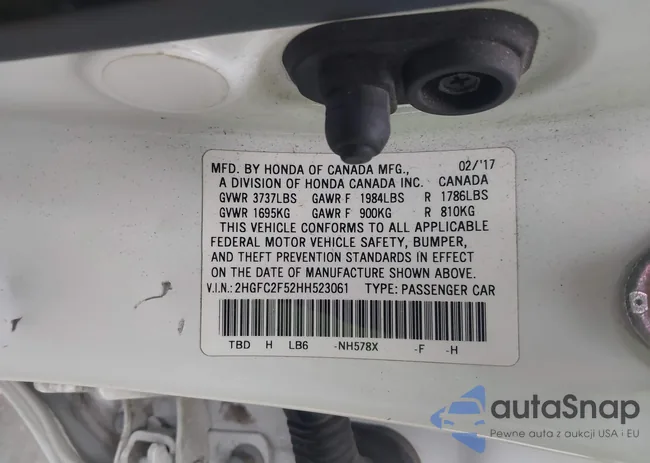 MFD. BY HONDA OF CANADA MFG., 02/'17
A DIVISION OF HONDA CANADA INC. CANADA
GVWR 3737LBS GAWR F 1984LBS R 1786LBS
GVWR 1695KG GAWR F 900KG R 810KG
THIS VEHICLE CONFORMS TO ALL APPLICABLE
FEDERAL MOTOR VEHICLE SAFETY, BUMPER,
AND THEFT PREVENTION STANDARDS IN EFFECT
ON THE DATE OF MANUFACTURE SHOWN ABOVE.
V.I.N.: 2HGFC2F52HH523061 TYPE: PASSENGER CAR
TBD H LB6 -NH578X -F -H
autaSnap
Pewne auta z aukcji USA i EU